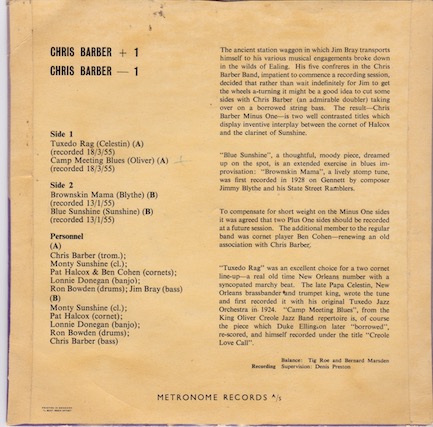 CHRIS BARBER + 1
CHRIS BARBER — 1
Side 1
Tuxedo Rag (Celestin) (A)
(recorded 18/3/55)
Camp Meeting Blues (Oliver) (A)
(recorded 18/3/55)
Side 2
Brownskin Mama (Blythe) (B)
(recorded 13/1/55)
Blue Sunshine (Sunshine) (B)
(recorded 13/1/55)
Personnel
(A)
Chris Barber (trom.);
Monty Sunshine (cl.);
Pat Halcox & Ben Cohen (cornets);
Lonnie Donegan (banjo);
Ron Bowden (drums); Jim Bray (bass)
(B)
Monty Sunshine (cl.);
Pat Halcox (cornet);
Lonnie Donegan (banjo);
Ron Bowden (drums);
Chris Barber (bass)
The ancient station waggon in which Jim Bray transports
himself to his various musical engagements broke down
in the wilds of Ealing. His five confreres in the Chris
Barber Band, impatient to commence a recording session,
decided that rather than wait indefinitely for Jim to get
the wheels a-turning it might be a good idea to cut some
sides with Chris Barber (an admirable doubler) taking
over on a borrowed string bass. The result—Chris
Barber Minus One—is two well contrasted titles which
display inventive interplay between the cornet of Halcox
and the clarinet of Sunshine.
"Blue Sunshine", a thoughtful, moody piece, dreamed
up on the spot, is an extended exercise in blues im-
provisation: "Brownskin Mama", a lively stomp tune,
was first recorded in 1928 on Gennett by composer
Jimmy Blythe and his State Street Ramblers.
To compensate for short weight on the Minus One sides
it was agreed that two Plus One sides should be recorded
at a future session. The additional member to the regular
band was cornet player Ben Cohen—renewing an old
association with Chris Barber.
"Tuxedo Rag" was an excellent choice for a two cornet
line-up—a real old time New Orleans number with a
syncopated marchy beat. The late Papa Celestin, New
Orleans brassbander and trumpet king, wrote the tune
and first recorded it with his original Tuxedo Jazz
Orchestra in 1924. "Camp Meeting Blues", from the
King Oliver Creole Jazz Band repertoire is, of course
the piece which Duke Ellington later "borrowed",
re-scored, and himself recorded under the title "Creole
Love Call".
Balance: Tig Roe and Bernard Marsden
Recording Supervision: Denis Preston
METRONOME RECORDS A/S